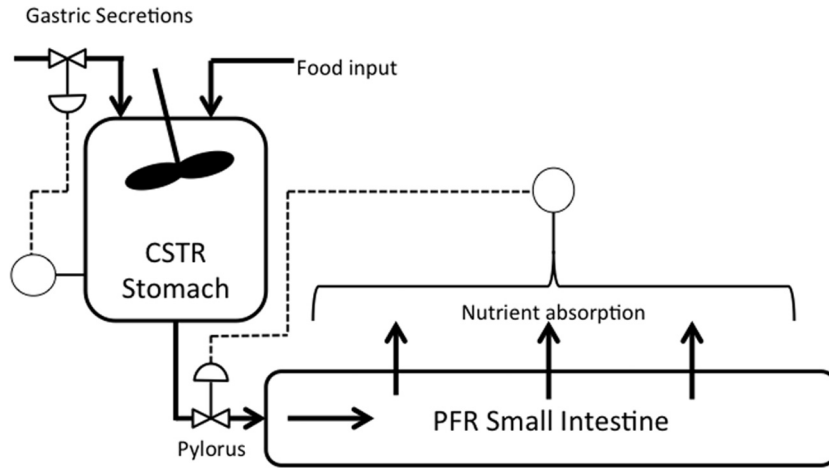 Gastric Secretions
Food input
CSTR
Stomach
Nutrient absorption
PFR Small Intestine
Pylorus